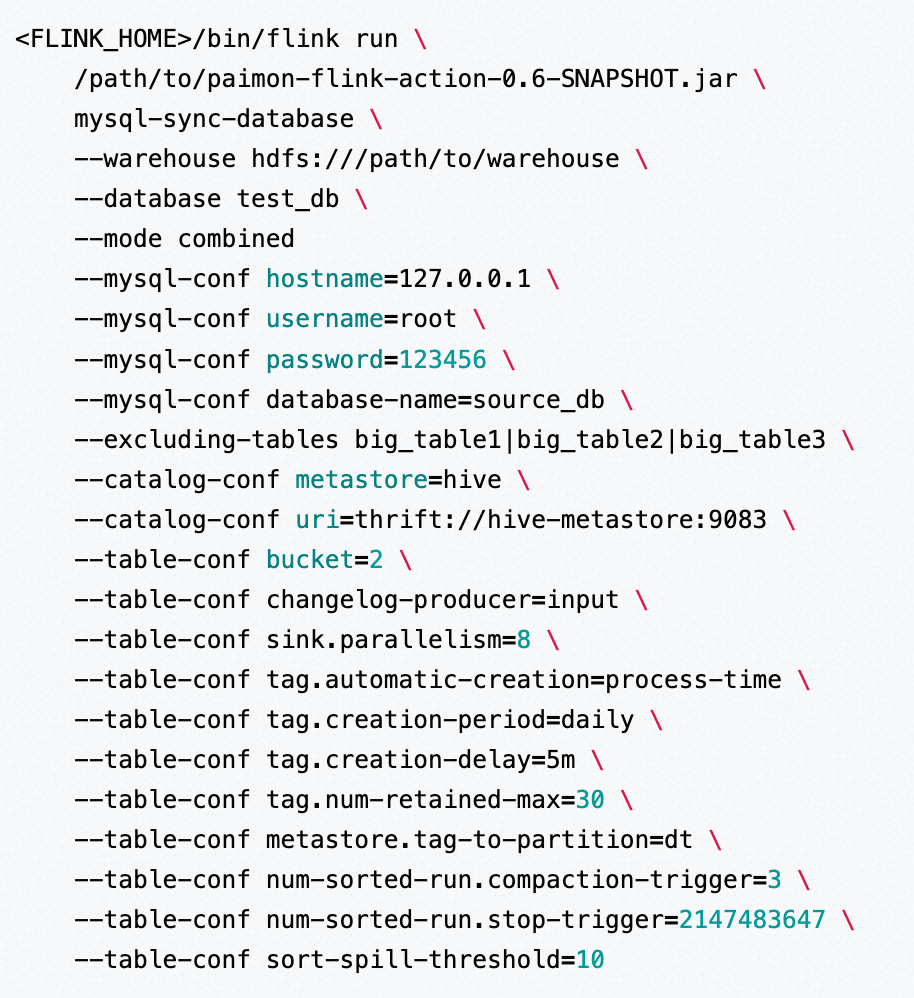 <FLINK_HOME>/bin/flink run \
    /path/to/paimon-flink-action-0.6-SNAPSHOT.jar \
    mysql-sync-database \
    --warehouse hdfs:///path/to/warehouse \
    --database test_db \
    --mode combined
    --mysql-conf hostname=127.0.0.1 \
    --mysql-conf username=root \
    --mysql-conf password=123456 \
    --mysql-conf database-name=source_db \
    --excluding-tables big_table1|big_table2|big_table3 \
    --catalog-conf metastore=hive \
    --catalog-conf uri=thrift://hive-metastore:9083 \
    --table-conf bucket=2 \
    --table-conf changelog-producer=input \
    --table-conf sink.parallelism=8 \
    --table-conf tag.automatic-creation=process-time \
    --table-conf tag.creation-period=daily \
    --table-conf tag.creation-delay=5m \
    --table-conf tag.num-retained-max=30 \
    --table-conf metastore.tag-to-partition=dt \
    --table-conf num-sorted-run.compaction-trigger=3 \
    --table-conf num-sorted-run.stop-trigger=2147483647 \
    --table-conf sort-spill-threshold=10